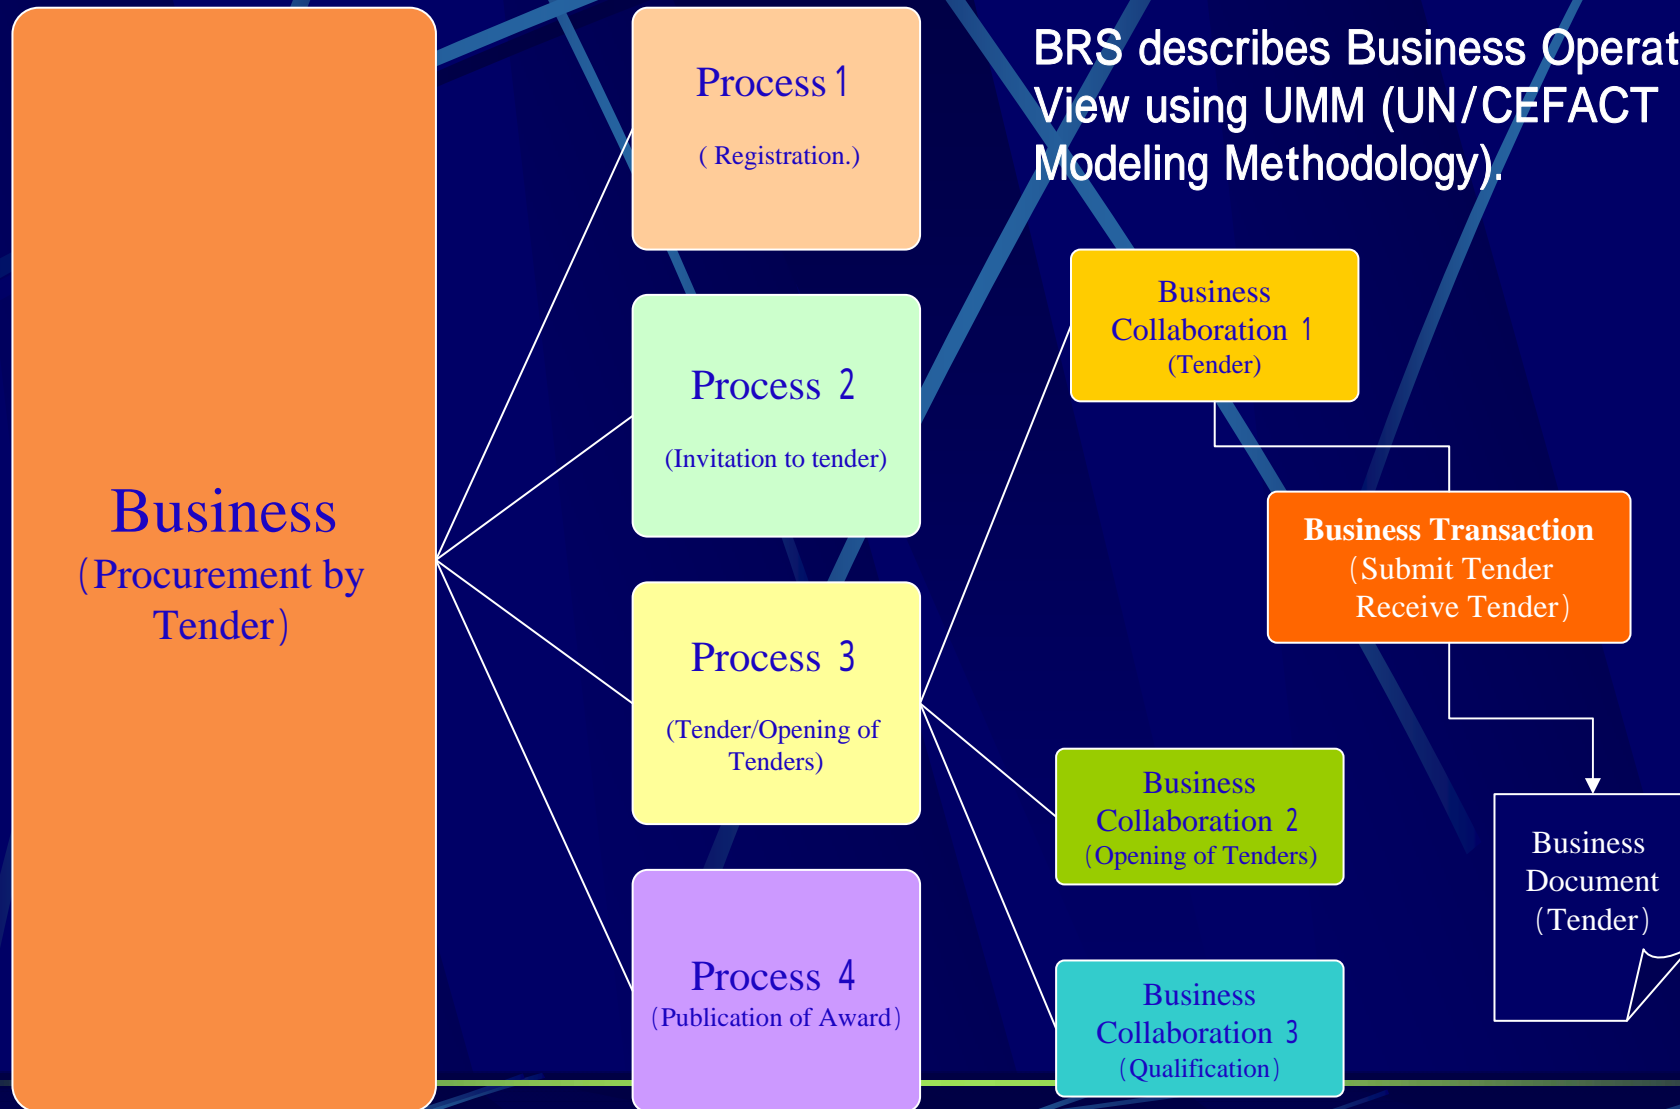 BRS describes Business Operat
View using UMM (UN/CEFACT
Modeling Methodology).
Business
(Procurement by
Tender)
Process 1
( Registration.)
Process 2
(Invitation to tender)
Process 3
(Tender/Opening of
Tenders)
Process 4
(Publication of Award)
Business
Collaboration 1
(Tender)
Business Transaction
(Submit Tender
Receive Tender)
Business
Collaboration 2
(Opening of Tenders)
Business
Collaboration 3
(Qualification)
Business
Document
(Tender)